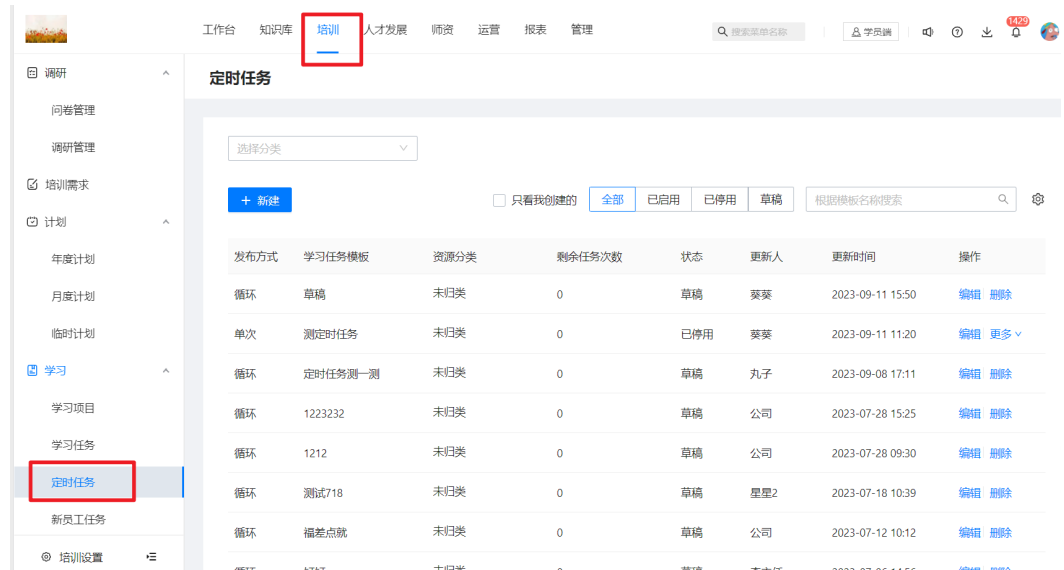 工作台 知识库 培训 人才发展 师资 运营 报表 管理 搜索菜单名称 学员端 1429
调研
问卷管理
调研管理
培训需求
计划
年度计划
月度计划
临时计划
学习
学习项目
学习任务
定时任务
新员工任务
培训设置
定时任务
选择分类
+ 新建 只看我创建的 全部 已启用 已停用 草稿 根据模板名称搜索
发布方式 学习任务模板 资源分类 剩余任务次数 状态 更新人 更新时间 操作
循环 草稿 未归类 0 草稿 葵葵 2023-09-11 15:50 编辑 删除
单次 测定时任务 未归类 0 已停用 葵葵 2023-09-11 11:20 编辑 更多
循环 定时任务测一测 未归类 0 草稿 丸子 2023-09-08 17:11 编辑 删除
循环 1223232 未归类 0 草稿 公司 2023-07-28 15:25 编辑 删除
循环 1212 未归类 0 草稿 公司 2023-07-28 09:30 编辑 删除
循环 测试718 未归类 0 草稿 星星2 2023-07-18 10:39 编辑 删除
循环 福差点就 未归类 0 草稿 公司 2023-07-12 10:12 编辑 删除